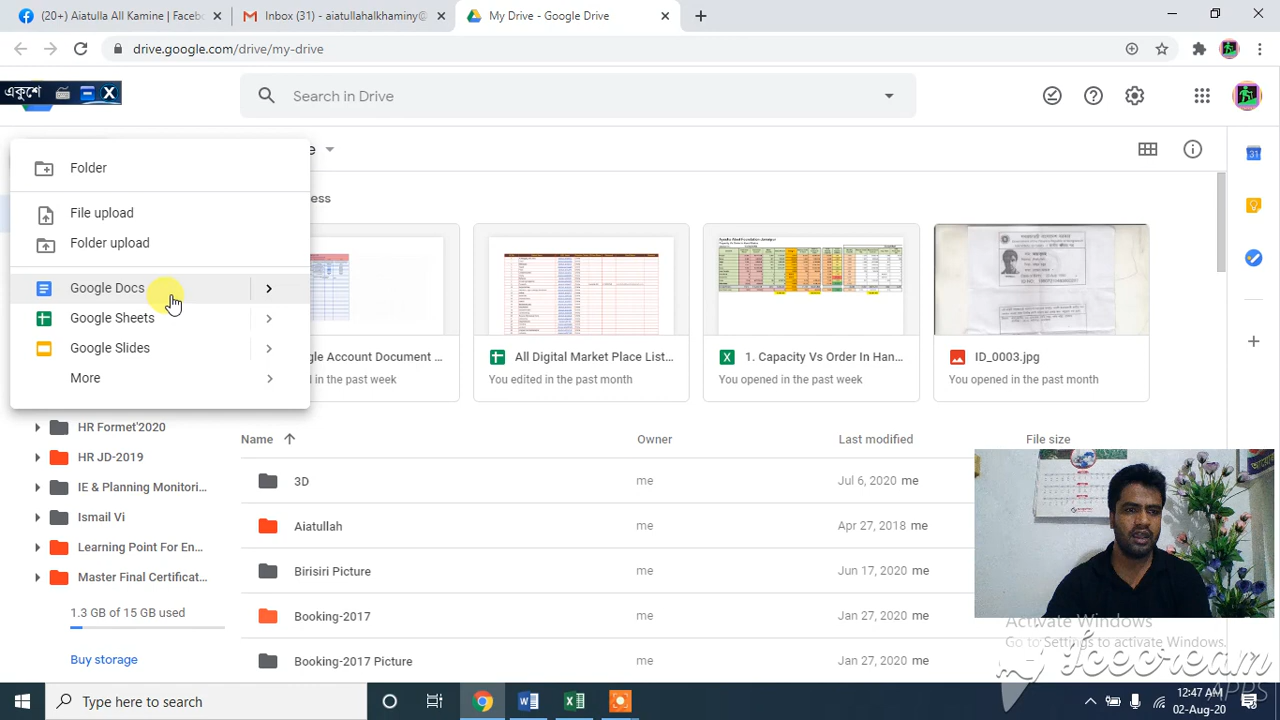 (20+) Aiatulla All Kamine | Faceb
Inbox (31) - aiatullahalkhaminy@
My Drive - Google Drive
drive.google.com/drive/my-drive
একুশে
Search in Drive
Folder
File upload
Folder upload
Google Docs
Google Sheets
Google Slides
More
e
ess
31
gle Account Document ...
ed in the past week
All Digital Market Place List...
You edited in the past month
1. Capacity Vs Order In Han...
You opened in the past week
ID_0003.jpg
You opened in the past month
HR Formet'2020
HR JD-2019
IE & Planning Monitori...
Ismail Vi
Learning Point For En...
Master Final Certificat...
1.3 GB of 15 GB used
Buy storage
Name
Owner
Last modified
File size
3D
me
Jul 6, 2020 me
Aiatullah
me
Apr 27, 2018 me
Birisiri Picture
me
Jun 17, 2020 me
Booking-2017
me
Jan 27, 2020 me
Booking-2017 Picture
me
Jan 27, 2020 me
Activate Windows
Go to Settings to activate Windows.
Icecream
APPS
Type here to search
12:47 AM
02-Aug-20